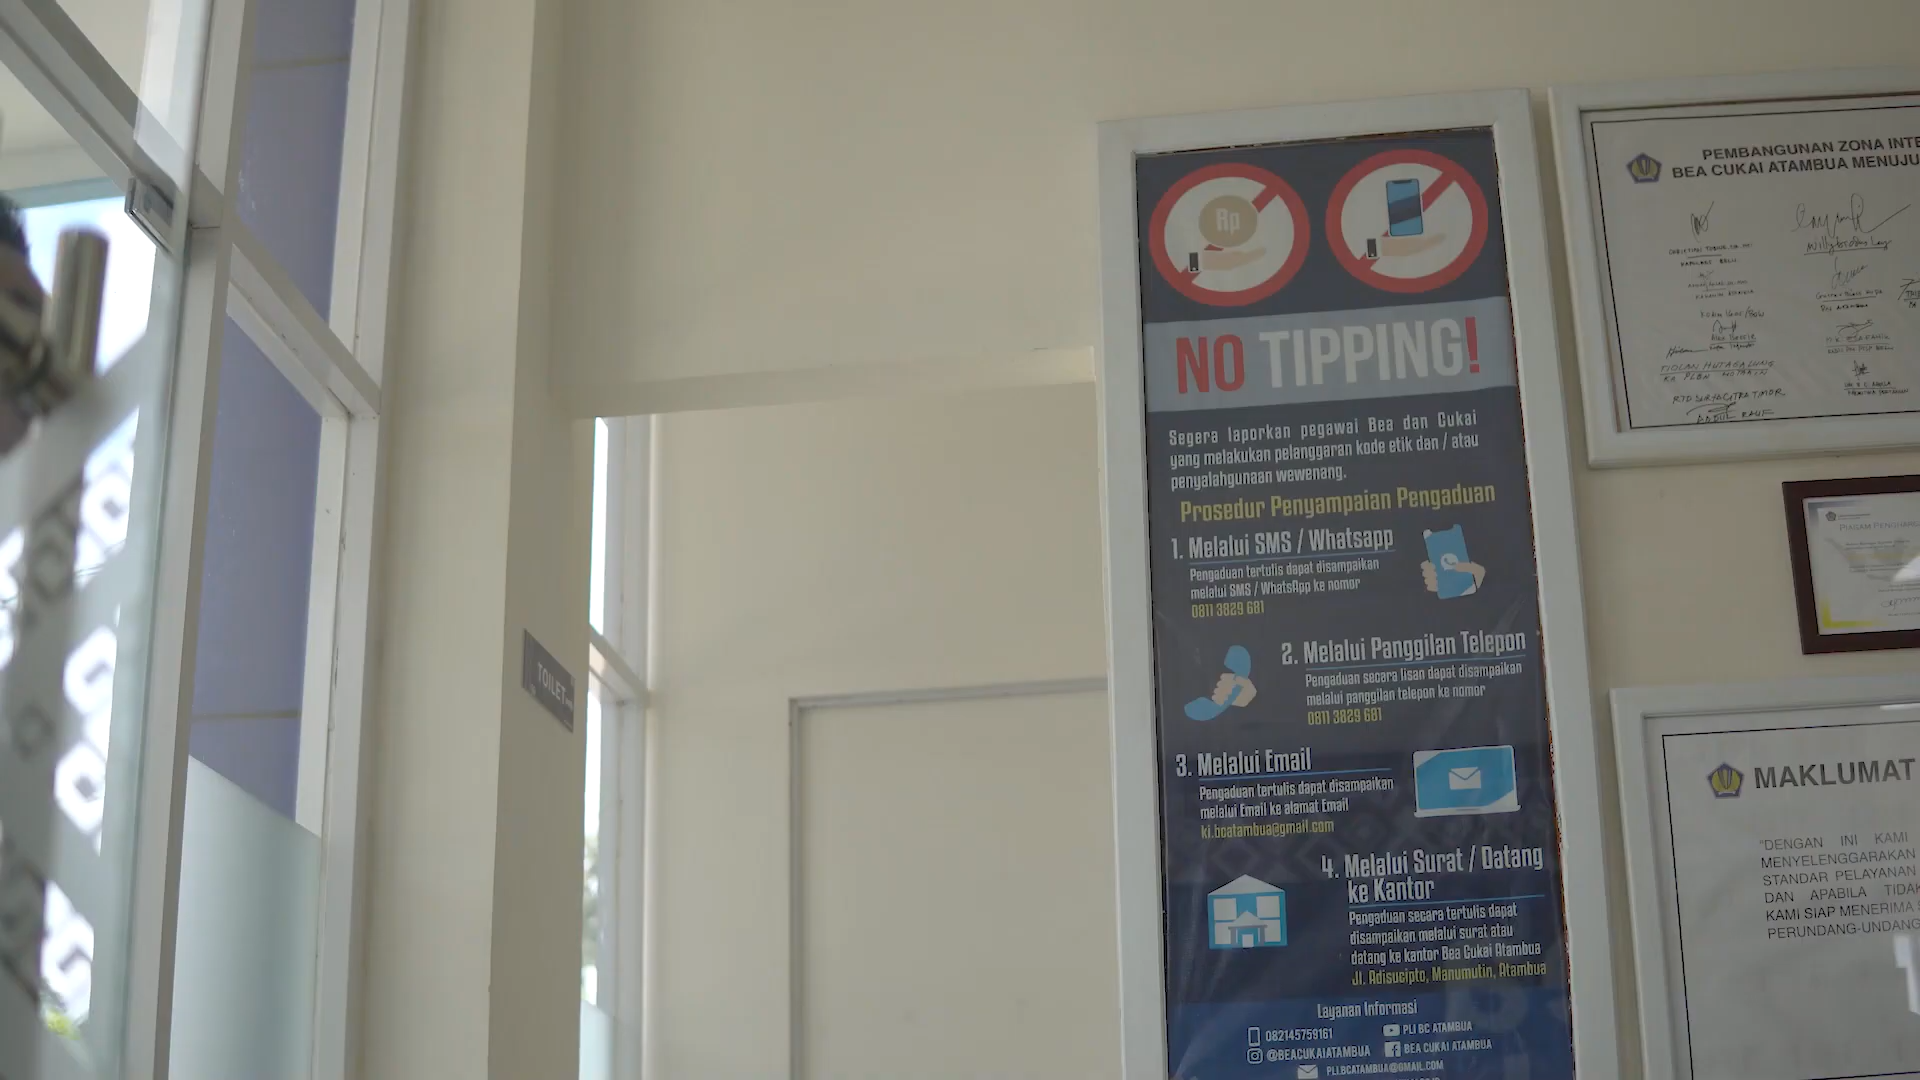 Rp
NO TIPPING!
Segera laporkan pegawai Bea dan Cukai
yang melakukan pelanggaran kode etik dan / atau
penyalahgunaan wewenang.
Prosedur Penyampaian Pengaduan
1. Melalui SMS / Whatsapp
Pengaduan tertulis dapat disampaikan
melalui SMS / WhatsApp ke nomor
0811 3829 681
2. Melalui Panggilan Telepon
Pengaduan secara lisan dapat disampaikan
melalui panggilan telepon ke nomor
0811 3829 681
3. Melalui Email
Pengaduan tertulis dapat disampaikan
melalui Email ke alamat Email
ki.bcatambua@gmail.com
4. Melalui Surat / Datang
ke Kantor
Pengaduan secara tertulis dapat
disampaikan melalui surat atau
datang ke kantor Bea Cukai Atambua
Jl. Adisucipto, Manumutin, Atambua
Layanan Informasi
082145759161
PLI BC ATAMBUA
@BEACUKAIATAMBUA
BEA CUKAI ATAMBUA
PLI.BCATAMBUA@GMAIL.COM
TOILET
PEMBANGUNAN ZONA INTE
BEA CUKAI ATAMBUA MENUJU
PIAGAM PENGHARG
MAKLUMAT
"DENGAN INI KAMI
MENYELENGGARAKAN
STANDAR PELAYANAN
DAN APABILA TIDAK
KAMI SIAP MENERIMA S
PERUNDANG-UNDANG